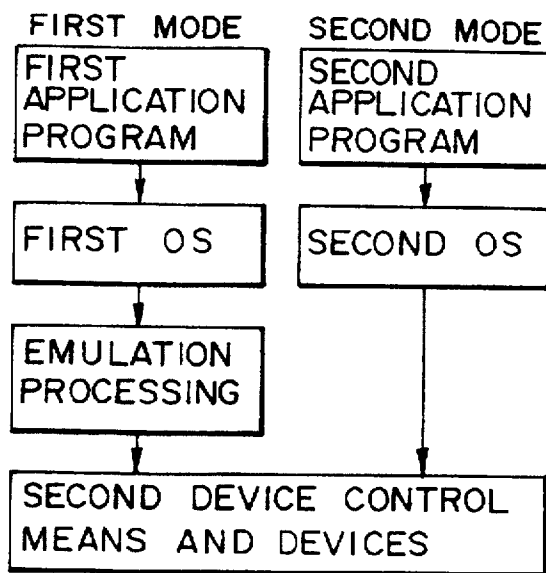 FIRST MODE
FIRST
APPLICATION
PROGRAM
FIRST OS
EMULATION
PROCESSING
SECOND MODE
SECOND
APPLICATION
PROGRAM
SECOND OS
SECOND DEVICE CONTROL
MEANS AND DEVICES